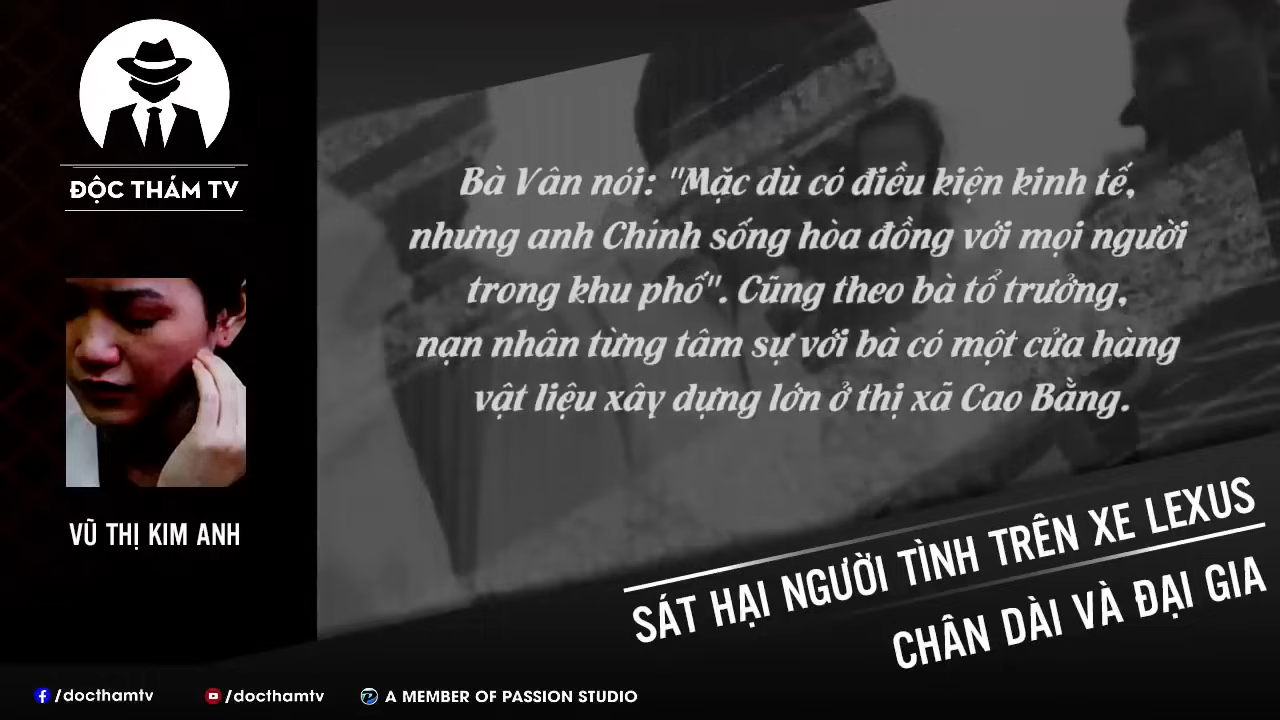 ĐỘC THÁM TV
VŨ THỊ KIM ANH
Bà Vân nói: "Mặc dù có điều kiện kinh tế,
nhưng anh Chính sống hòa đồng với mọi người
trong khu phố". Cũng theo bà tổ trưởng,
nạn nhân từng tâm sự với bà có một cửa hàng
vật liệu xây dựng lớn ở thị xã Cao Bằng.
SÁT HẠI NGƯỜI TÌNH TRÊN XE LEXUS
CHÂN DÀI VÀ ĐẠI GIA
/docthamtv
/docthamtv
A MEMBER OF PASSION STUDIO